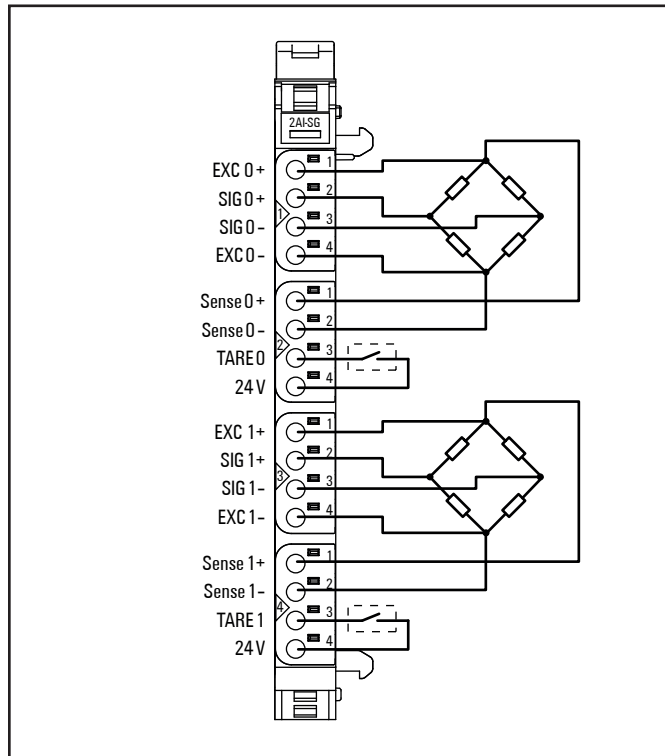 2AI-SG
EXC 0+ 1
SIG 0+ 2
1
SIG 0- 3
EXC 0- 4
Sense 0+ 1
Sense 0- 2
2
TARE 0 3
24 V 4
EXC 1+ 1
SIG 1+ 2
3
SIG 1- 3
EXC 1- 4
Sense 1+ 1
Sense 1- 2
4
TARE 1 3
24 V 4